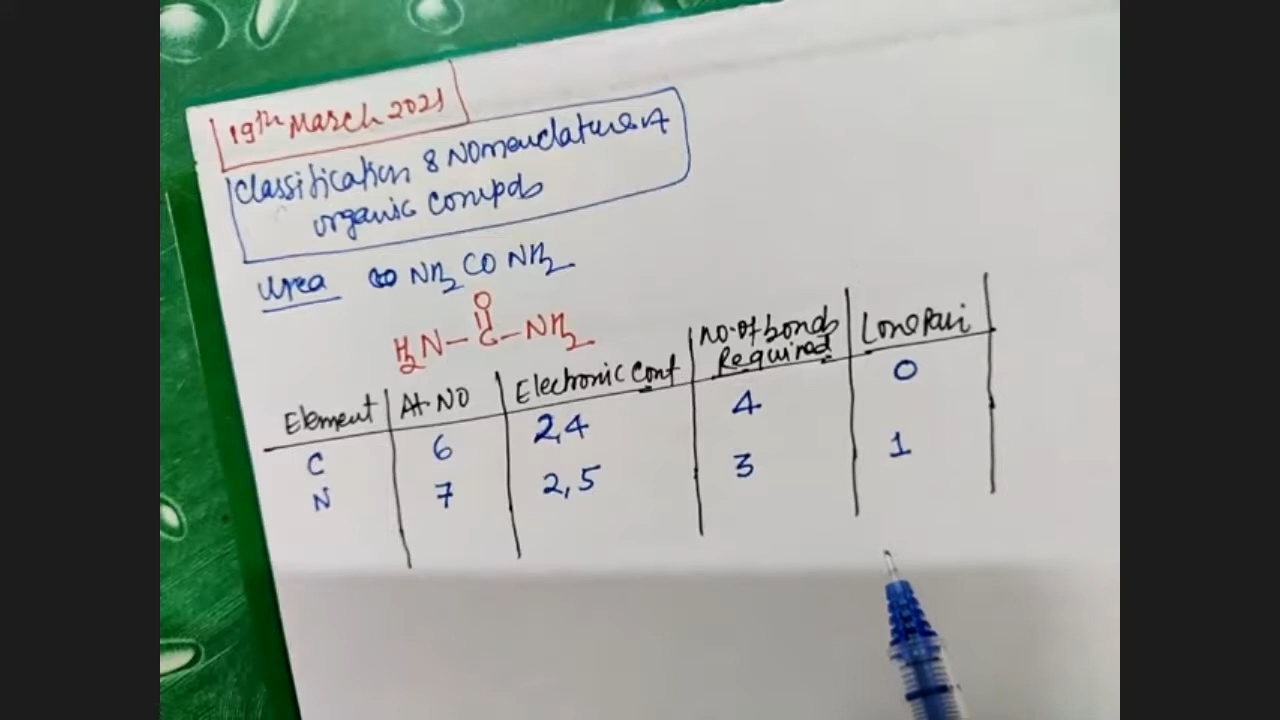 19th March 2021
Classification & Nomenclature of
organic compds
Urea NH2 CO NH2
O
H2N-C-NH2
Element At. NO Electronic Conf No. of bonds Required Lone Pair
C 6 2,4 4 0
N 7 2,5 3 1